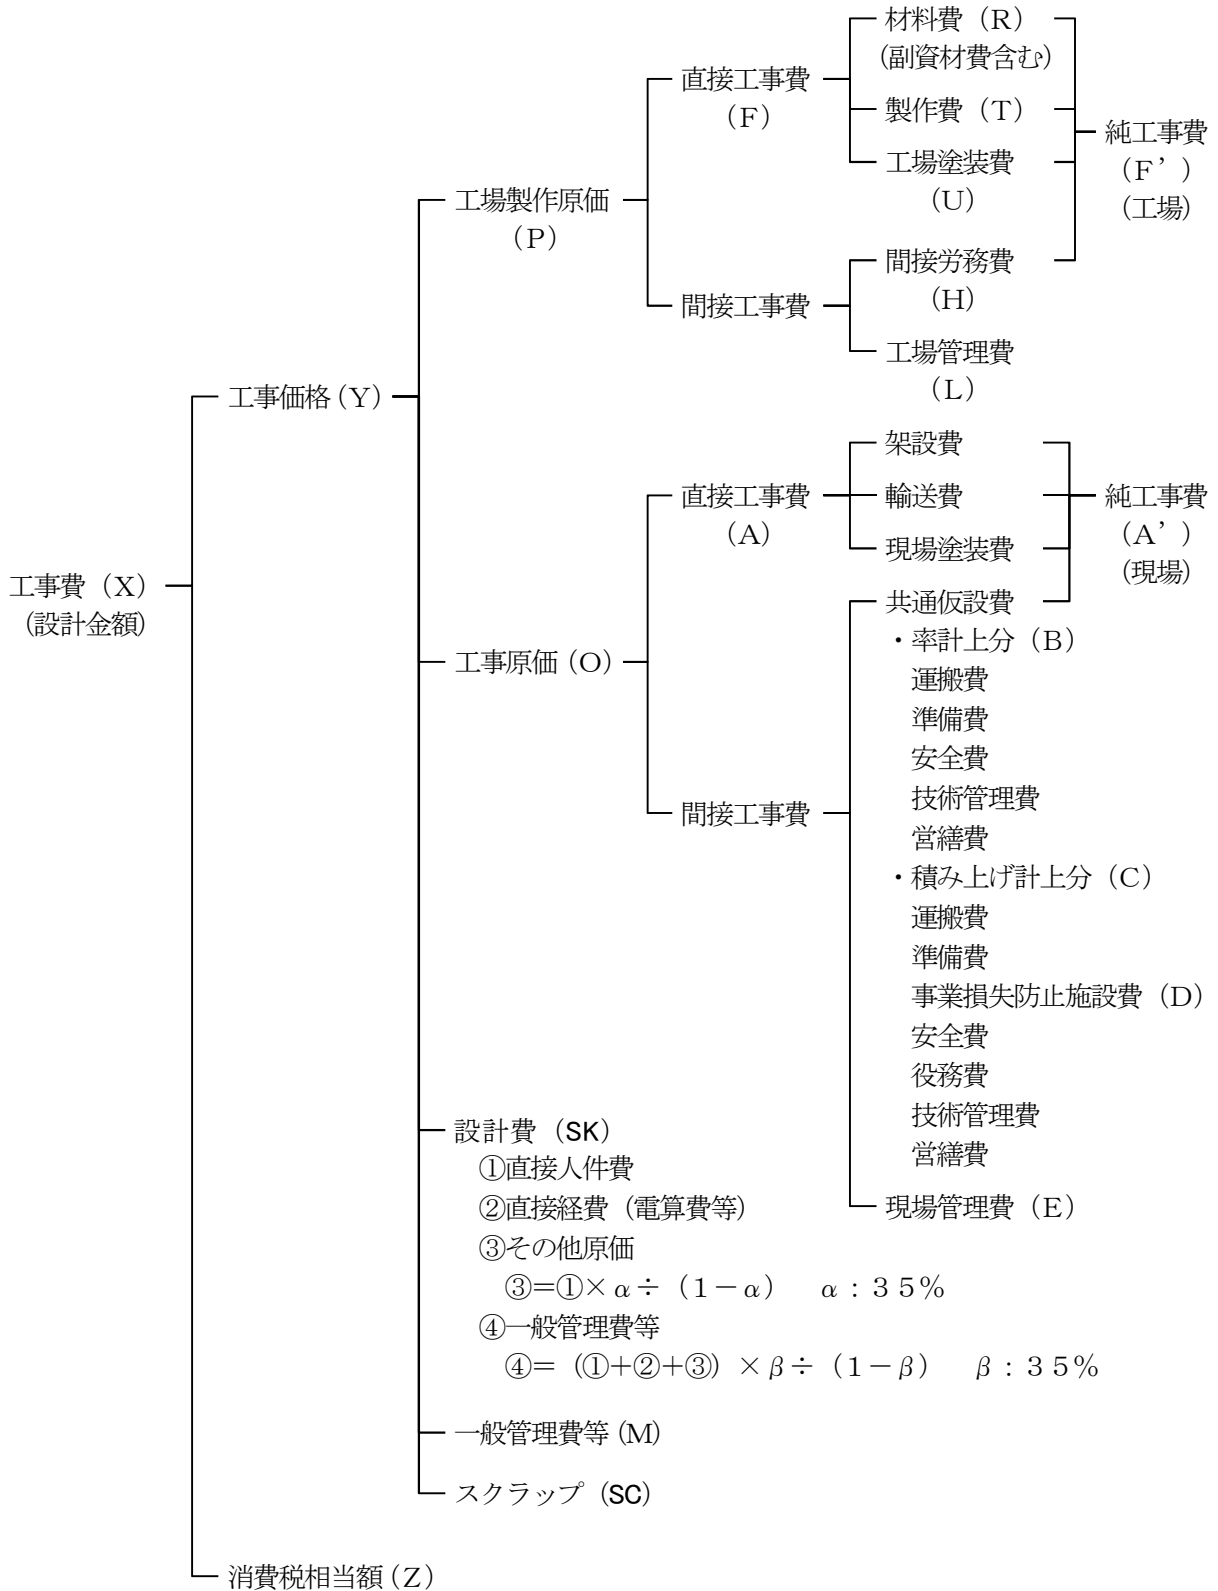 材料費（R）
（副資材費含む）
直接工事費
（F）
製作費（T）
純工事費
（F’）
（工場）
工場塗装費
（U）
工場製作原価
（P）
間接労務費
（H）
間接工事費
工場管理費
（L）
工事価格（Y）
架設費
直接工事費
（A）
輸送費
純工事費
（A’）
（現場）
現場塗装費
工事費（X）
（設計金額）
共通仮設費
・率計上分（B）
運搬費
準備費
安全費
技術管理費
営繕費
工事原価（O）
間接工事費
・積み上げ計上分（C）
運搬費
準備費
事業損失防止施設費（D）
安全費
役務費
技術管理費
営繕費
現場管理費（E）
設計費（SK）
①直接人件費
②直接経費（電算費等）
③その他原価
③＝①×α÷（１－α）　α：３５％
④一般管理費等
④＝（①＋②＋③）×β÷（１－β）　β：３５％
一般管理費等（M）
スクラップ（SC）
消費税相当額（Z）